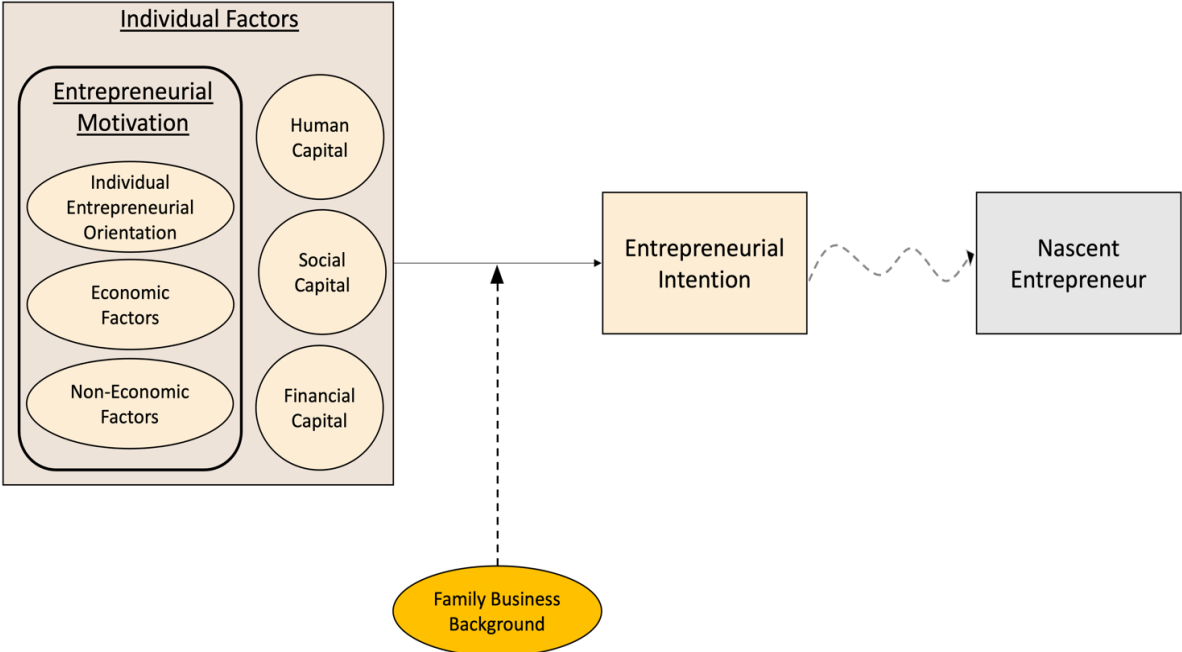 Individual Factors
Entrepreneurial
Motivation
Individual
Entrepreneurial
Orientation
Economic
Factors
Non-Economic
Factors
Human
Capital
Social
Capital
Financial
Capital
Entrepreneurial
Intention
Nascent
Entrepreneur
Family Business
Background